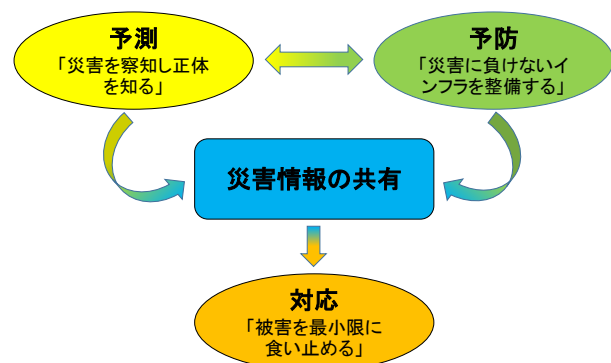 予測
「災害を察知し正体
を知る」
予防
「災害に負けないイ
ンフラを整備する」
災害情報の共有
対応
「被害を最小限に
食い止める」